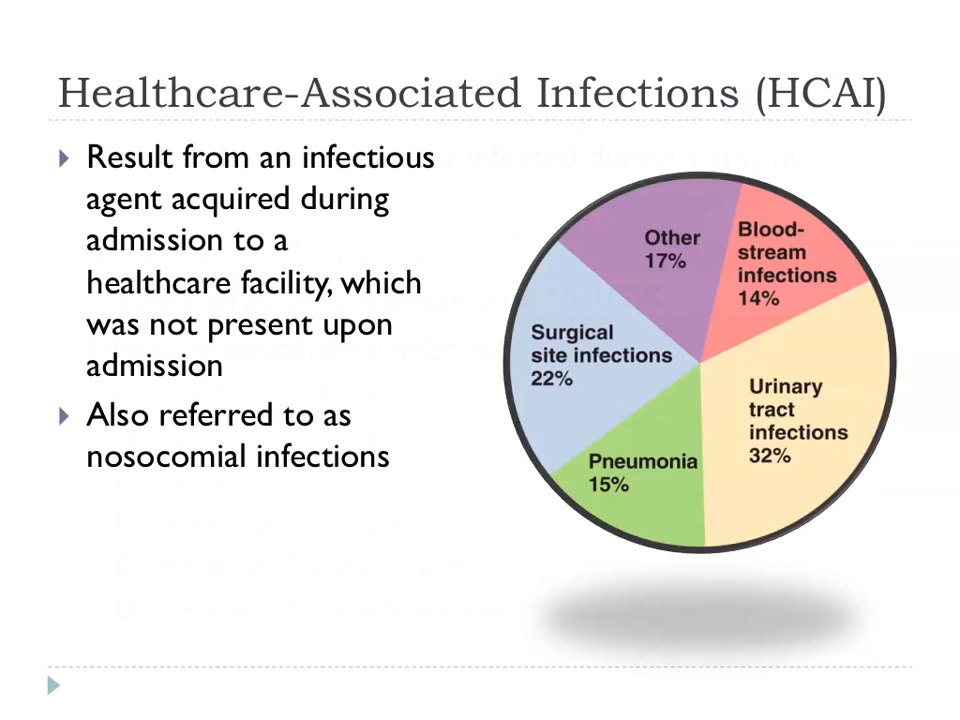 Healthcare-Associated Infections (HCAI)
Result from an infectious
agent acquired during
admission to a
healthcare facility, which
was not present upon
admission
Also referred to as
nosocomial infections
Other
17%
Blood-
stream
infections
14%
Surgical
site infections
22%
Urinary
tract
infections
32%
Pneumonia
15%